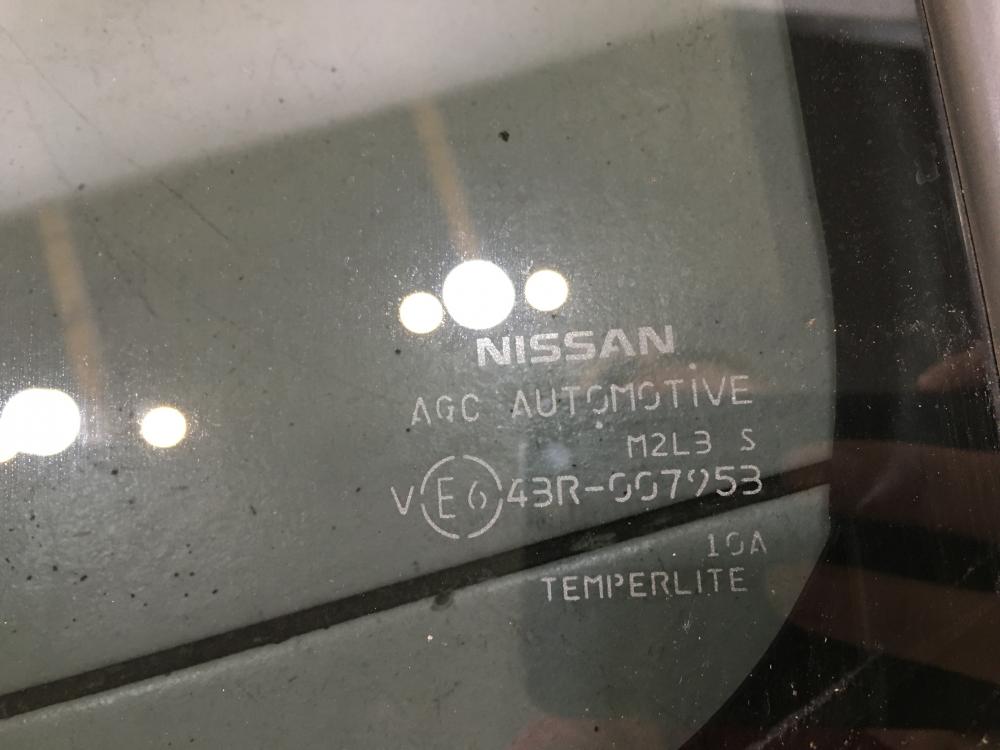 NISSAN
AGC AUTOMOTIVE
M2L3 S
V E6 43R-007953
10A
TEMPERLITE